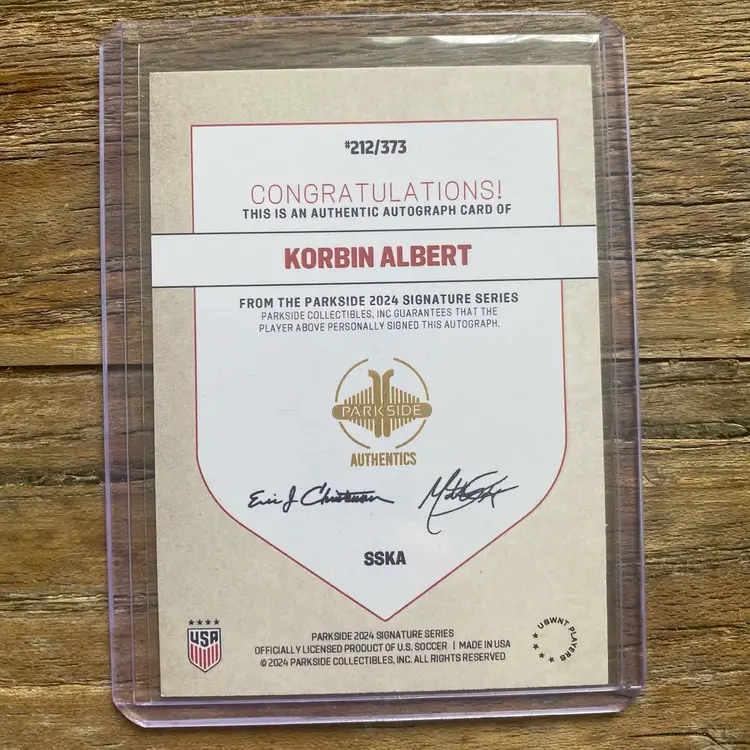 #212/373
CONGRATULATIONS!
THIS IS AN AUTHENTIC AUTOGRAPH CARD OF
KORBIN ALBERT
FROM THE PARKSIDE 2024 SIGNATURE SERIES
PARKSIDE COLLECTIBLES, INC GUARANTEES THAT THE
PLAYER ABOVE PERSONALLY SIGNED THIS AUTOGRAPH.
PARKSIDE
AUTHENTICS
Eric J. Christensen
SSKA
USA
PARKSIDE 2024 SIGNATURE SERIES
OFFICIALLY LICENSED PRODUCT OF U.S. SOCCER | MADE IN USA
© 2024 PARKSIDE COLLECTIBLES, INC. ALL RIGHTS RESERVED
USWNT PLAYERS